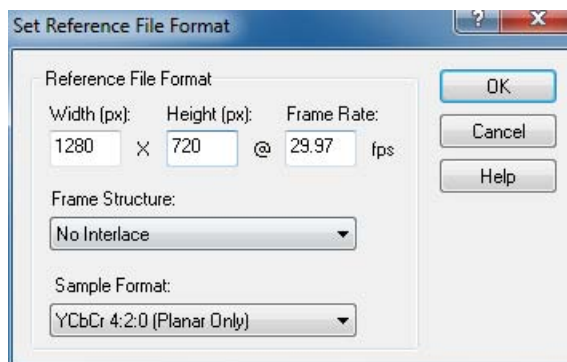 Set Reference File Format
? X
Reference File Format
Width (px): Height (px): Frame Rate:
1280 X 720 @ 29.97 fps
Frame Structure:
No Interlace
Sample Format:
YCbCr 4:2:0 (Planar Only)
OK
Cancel
Help